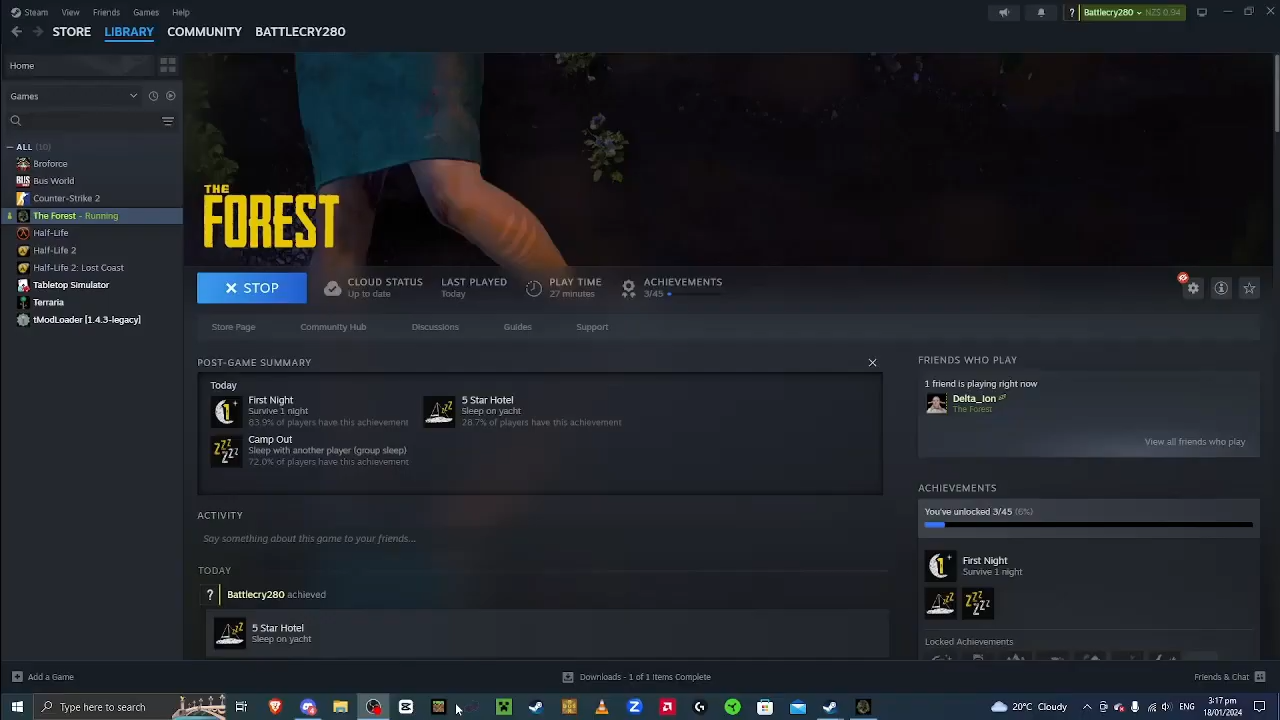 Steam View Friends Games Help
? Battlecry280 NZ$ 0.94
STORE LIBRARY COMMUNITY BATTLECRY280
Home
Games
ALL (10)
Broforce
Bus World
Counter-Strike 2
The Forest - Running
Half-Life
Half-Life 2
Half-Life 2: Lost Coast
Tabletop Simulator
Terraria
tModLoader [1.4.3-legacy]
THE
FOREST
STOP
CLOUD STATUS
Up to date
LAST PLAYED
Today
PLAY TIME
27 minutes
ACHIEVEMENTS
3/45
Store Page Community Hub Discussions Guides Support
POST-GAME SUMMARY
Today
First Night
Survive 1 night
83.9% of players have this achievement
5 Star Hotel
Sleep on yacht
28.7% of players have this achievement
Camp Out
Sleep with another player (group sleep)
72.0% of players have this achievement
ACTIVITY
Say something about this game to your friends...
TODAY
? Battlecry280 achieved
5 Star Hotel
Sleep on yacht
FRIENDS WHO PLAY
1 friend is playing right now
Delta_Ion
The Forest
View all friends who play
ACHIEVEMENTS
You've unlocked 3/45 (6%)
First Night
Survive 1 night
Locked Achievements
Add a Game
Downloads - 1 of 1 Items Complete
Friends & Chat
Type here to search
20°C Cloudy
3:17 pm
18/01/2024